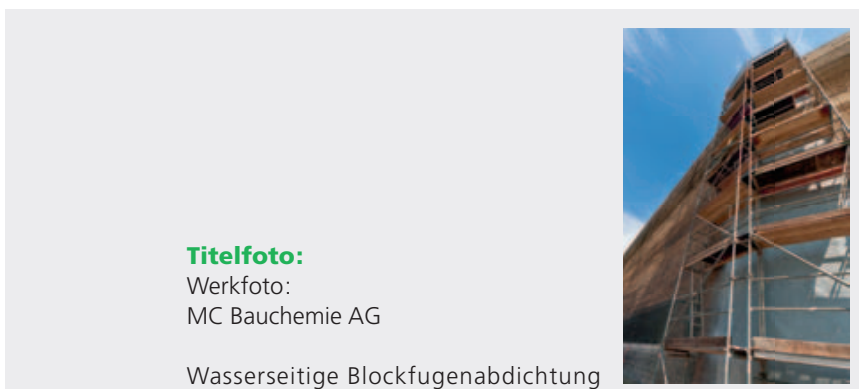 Titelfoto:
Werkfoto:
MC Bauchemie AG
Wasserseitige Blockfugenabdichtung